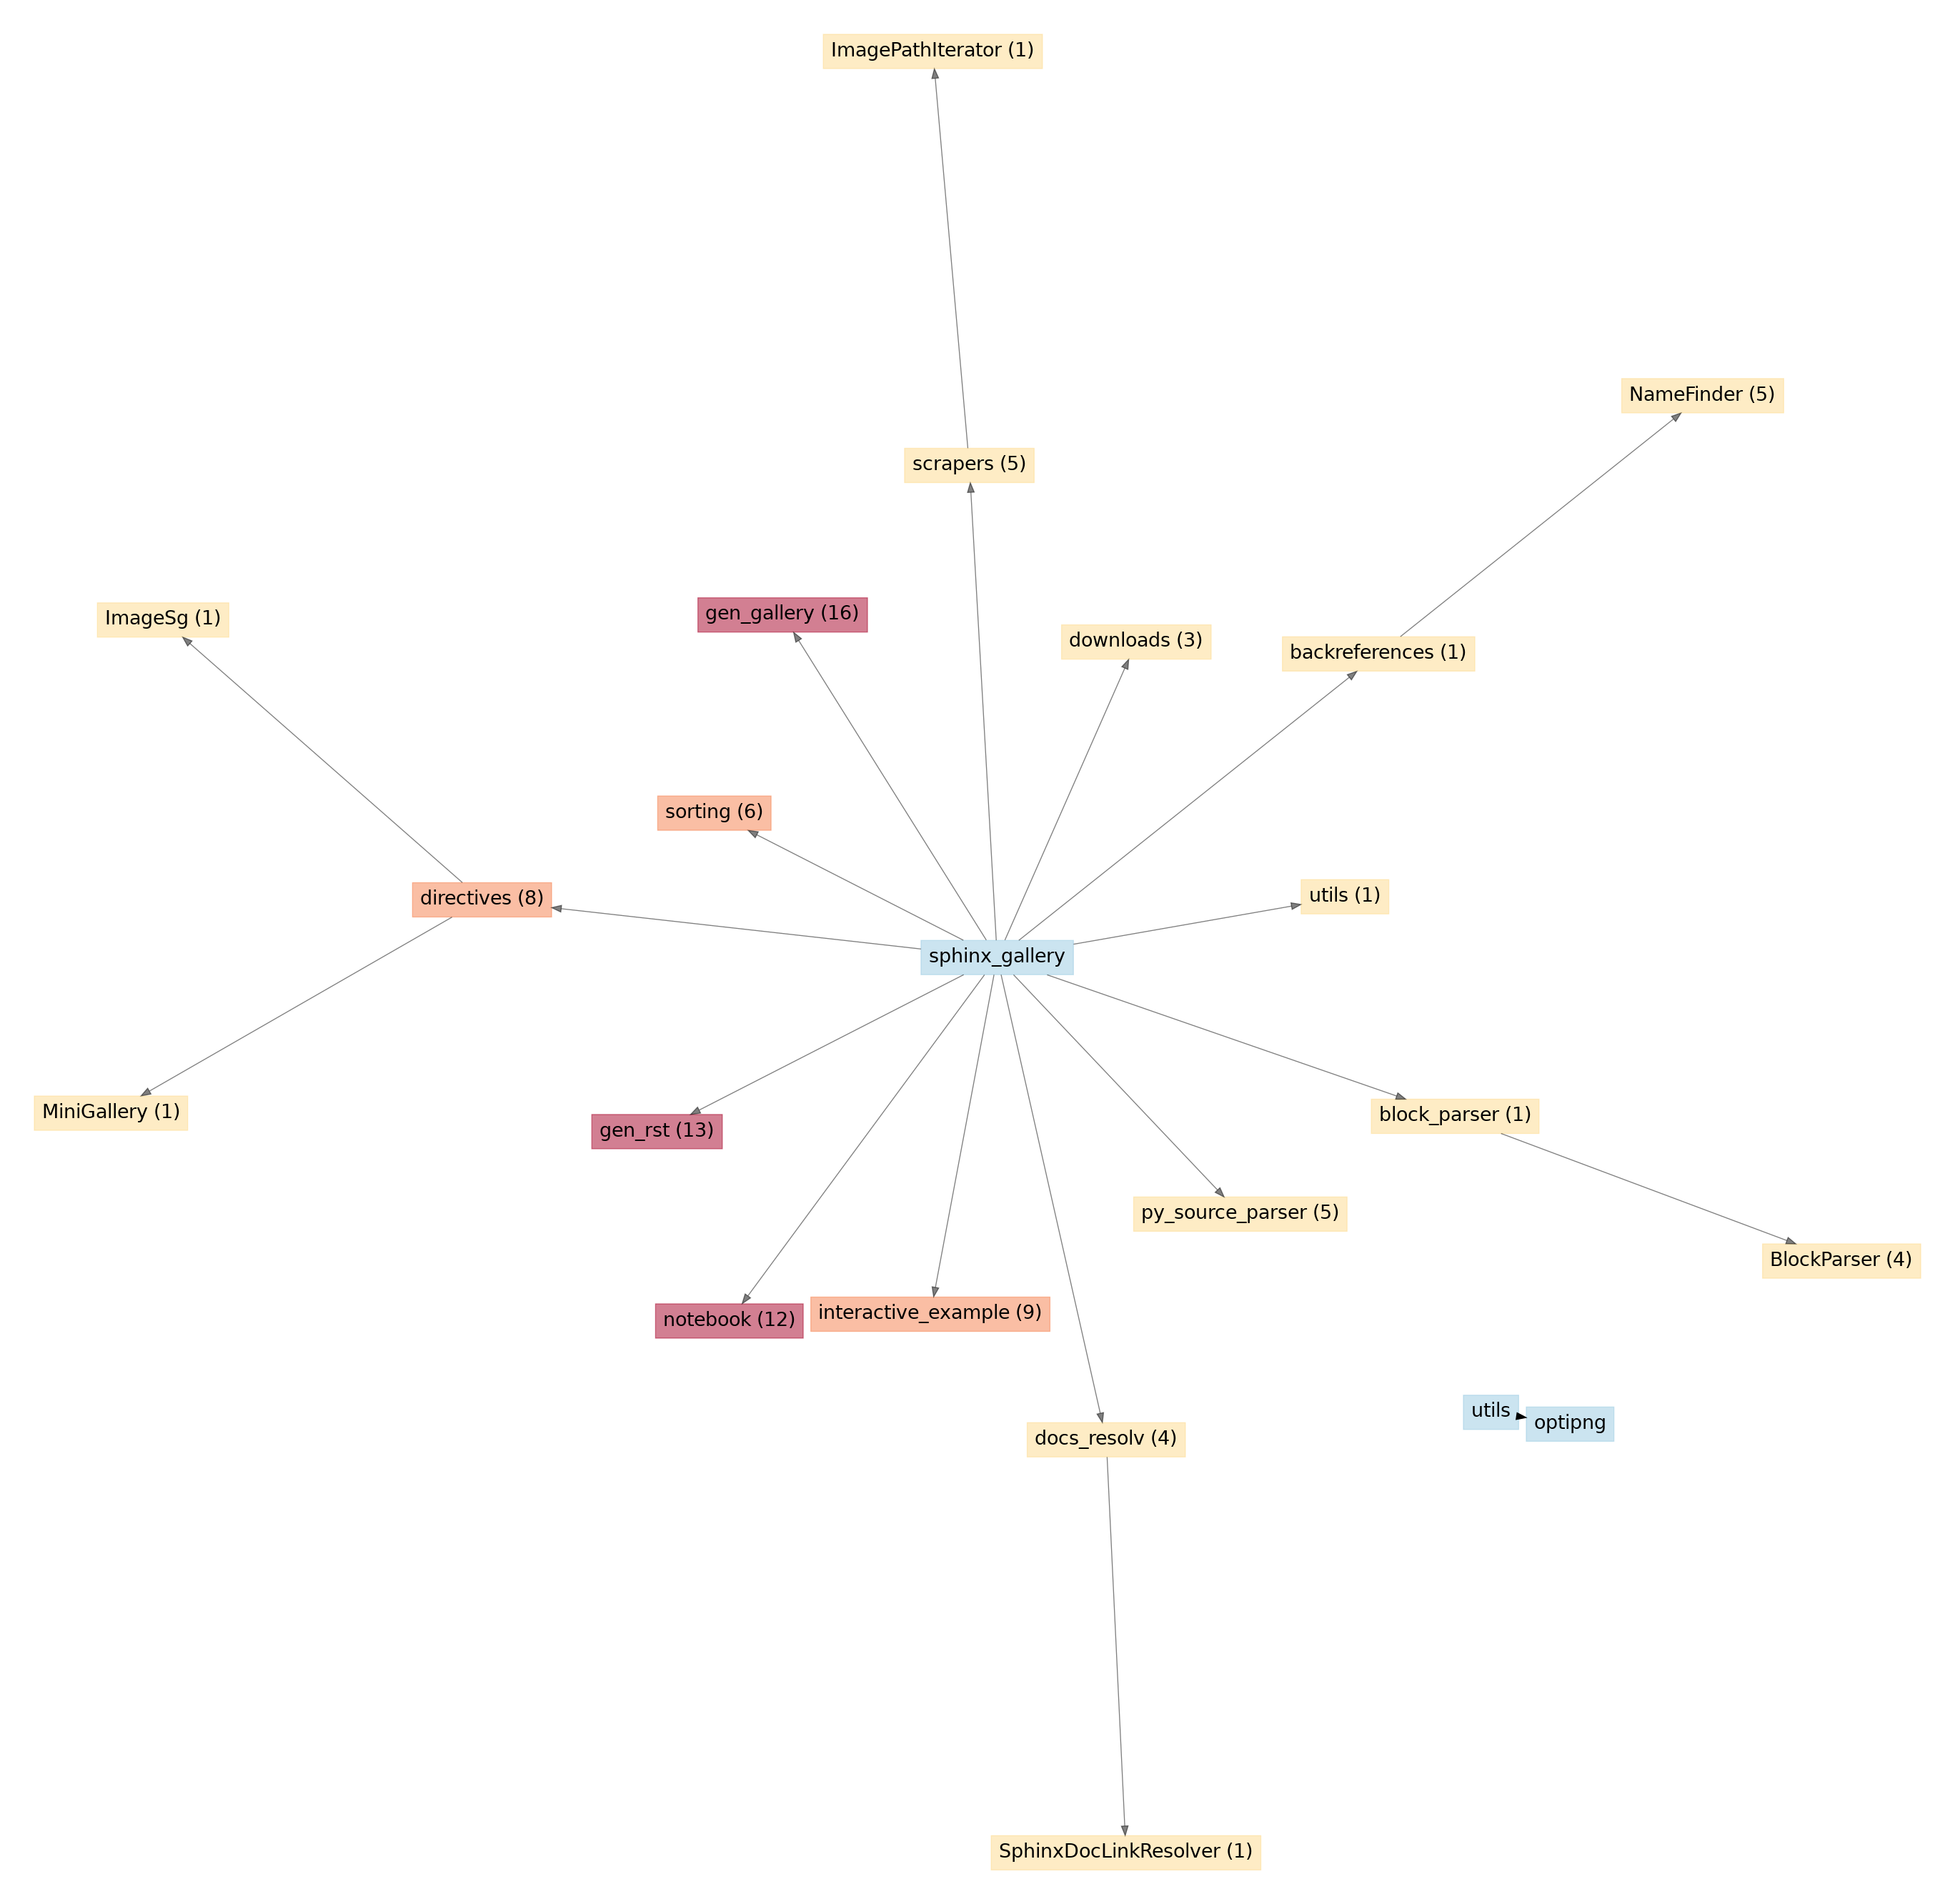 ImagePathIterator (1)
NameFinder (5)
scrapers (5)
gen_gallery (16)
ImageSg (1)
downloads (3)
backreferences (1)
sorting (6)
utils (1)
directives (8)
sphinx_gallery
MiniGallery (1)
block_parser (1)
gen_rst (13)
py_source_parser (5)
BlockParser (4)
interactive_example (9)
notebook (12)
utils
optipng
docs_resolv (4)
SphinxDocLinkResolver (1)